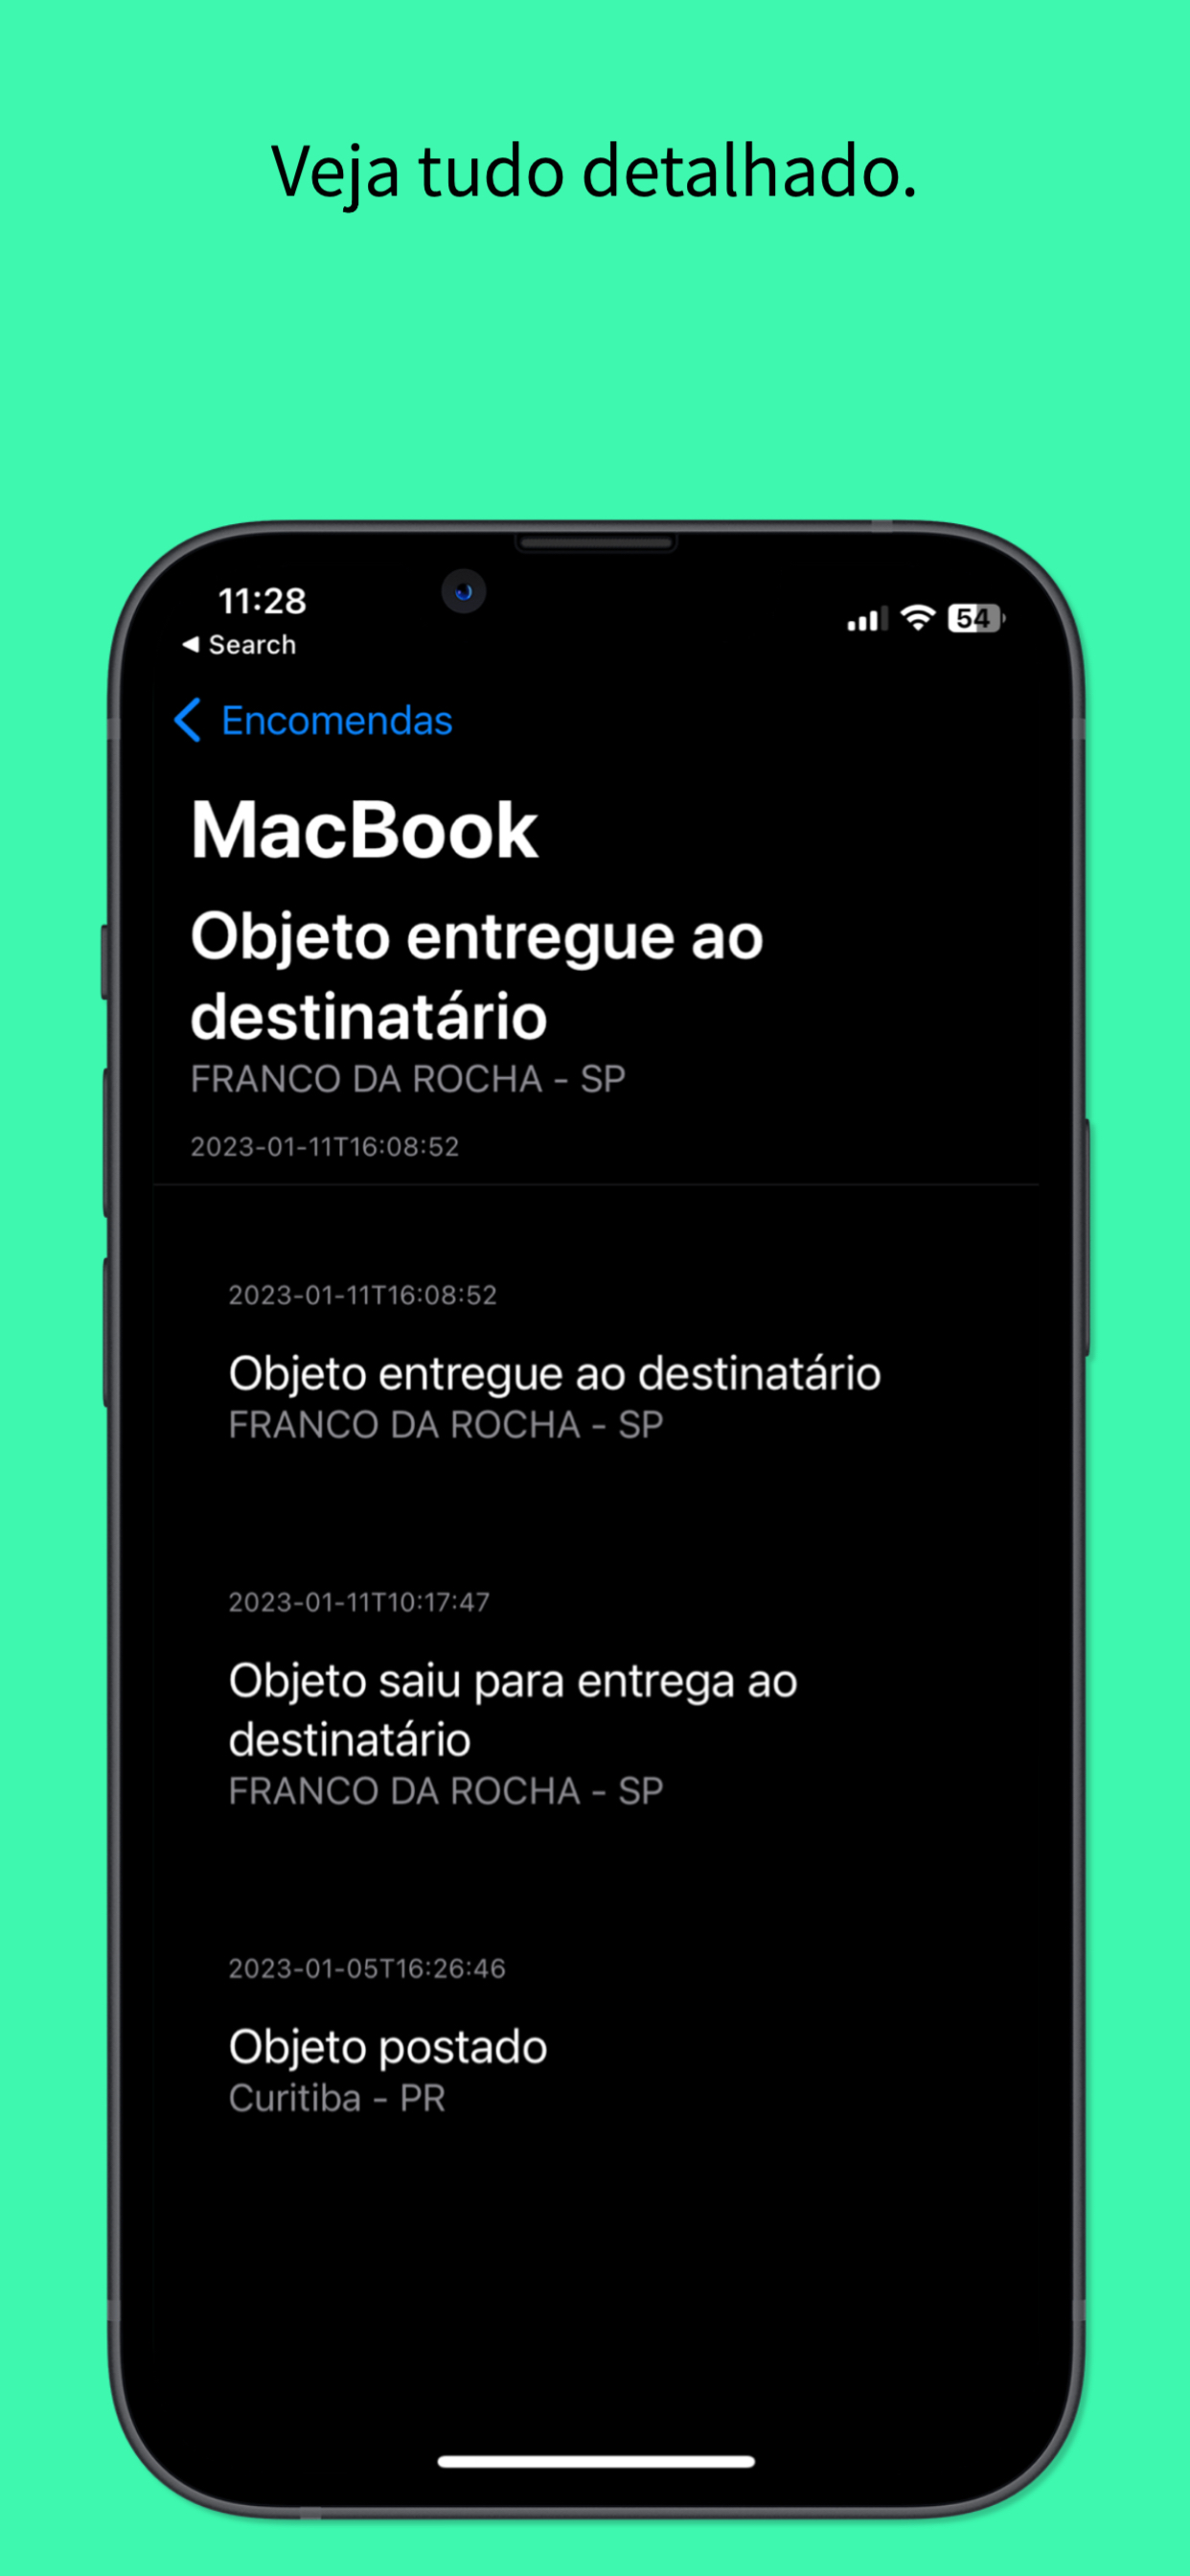 Veja tudo detalhado.
11:28
◀ Search
54
Encomendas
MacBook
Objeto entregue ao
destinatário
FRANCO DA ROCHA - SP
2023-01-11T16:08:52
2023-01-11T16:08:52
Objeto entregue ao destinatário
FRANCO DA ROCHA - SP
2023-01-11T10:17:47
Objeto saiu para entrega ao
destinatário
FRANCO DA ROCHA - SP
2023-01-05T16:26:46
Objeto postado
Curitiba - PR